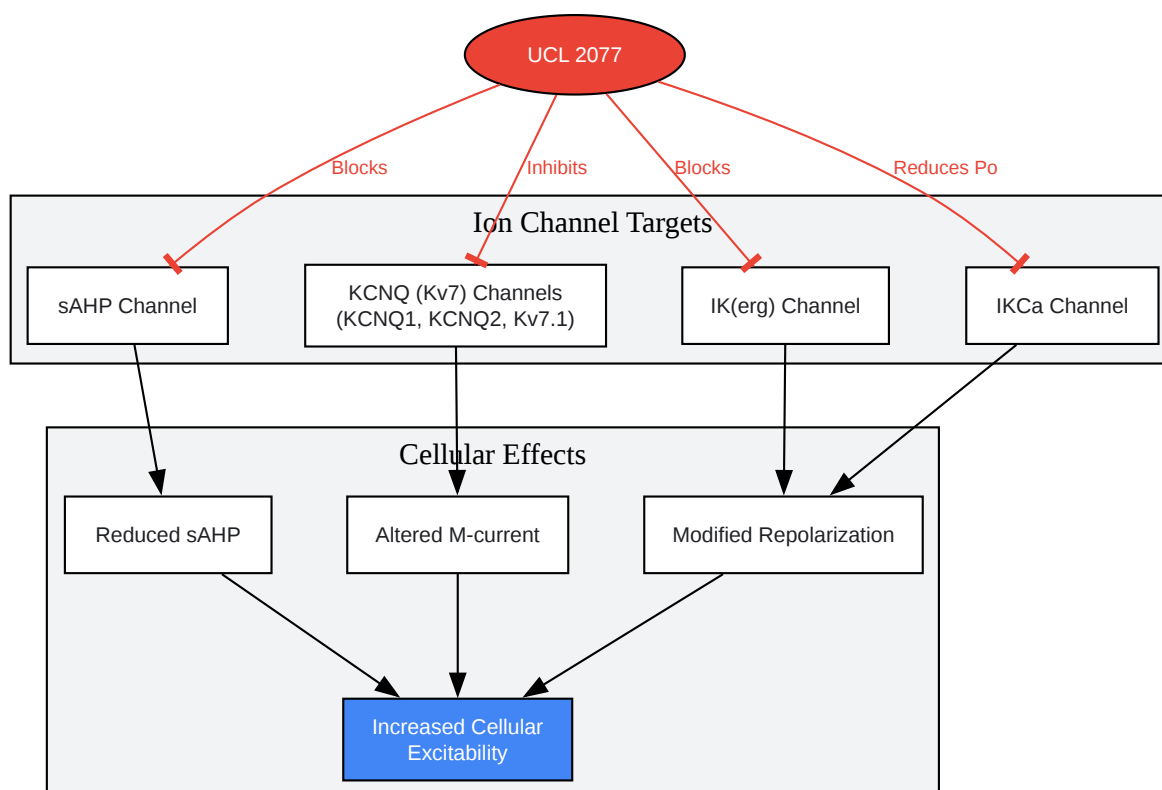 UCL 2077
Blocks
Inhibits
Blocks
Reduces Po
Ion Channel Targets
sAHP Channel
KCNQ (Kv7) Channels
(KCNQ1, KCNQ2, Kv7.1)
IK(erg) Channel
IKCa Channel
Cellular Effects
Reduced sAHP
Altered M-current
Modified Repolarization
Increased Cellular
Excitability